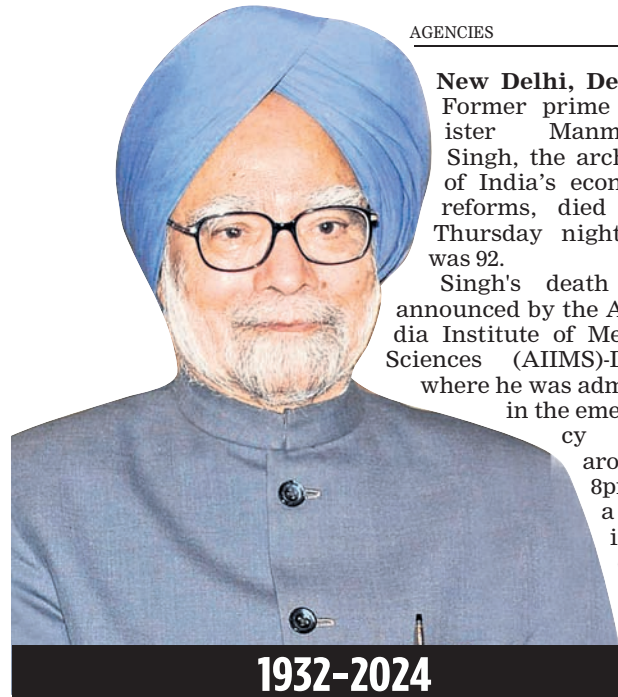 AGENCIES
New Delhi, De
Former prime
ister Manm
Singh, the arch
of India’s econ
reforms, died
Thursday night
was 92.
Singh's death
announced by the A
dia Institute of Me
Sciences (AIIMS)-D
where he was adm
in the eme
cy
aro
8p
a
i
1932-2024